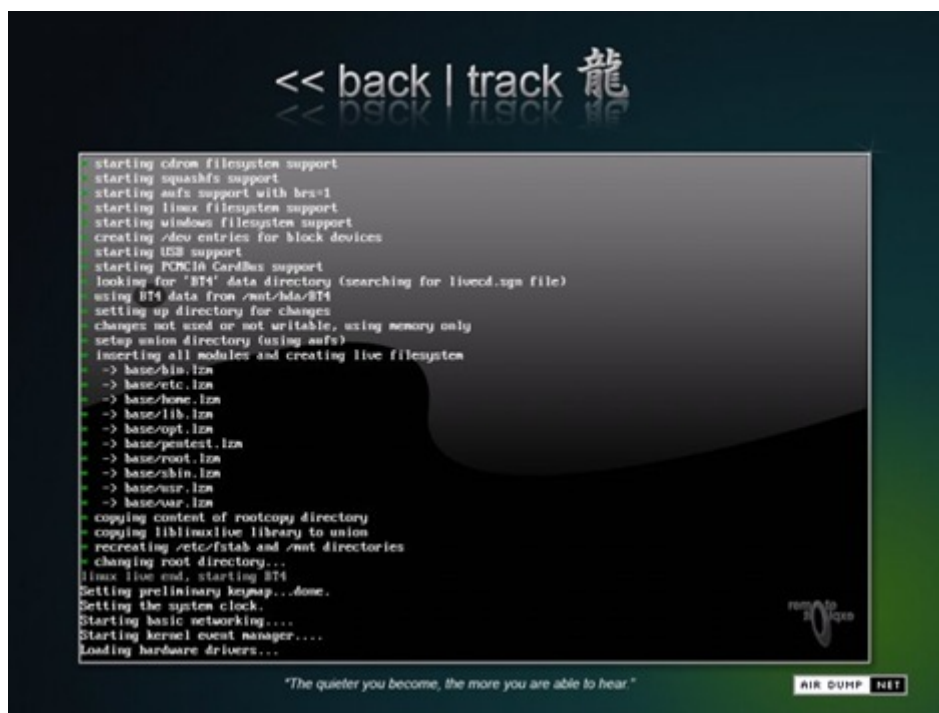 << back | track 龍
* starting cdrom filesystem support
* starting squashfs support
* starting aufs support with brs=1
* starting linux filesystem support
* starting windows filesystem support
* creating /dev entries for block devices
* starting USB support
* starting PCMCIA CardBus support
* looking for 'BT4' data directory (searching for livecd.sgn file)
* using BT4 data from /mnt/hda/BT4
* setting up directory for changes
* changes not used or not writable, using memory only
* setup union directory (using aufs)
* inserting all modules and creating live filesystem
* -> base/bin.lzm
* -> base/etc.lzm
* -> base/home.lzm
* -> base/lib.lzm
* -> base/opt.lzm
* -> base/pentest.lzm
* -> base/root.lzm
* -> base/sbin.lzm
* -> base/usr.lzm
* -> base/var.lzm
* copying content of rootcopy directory
* copying liblinuxlive library to union
* recreating /etc/fstab and /mnt directories
* changing root directory...
linux live end, starting BT4
Setting preliminary keymap...done.
Setting the system clock.
Starting basic networking....
Starting kernel event manager....
Loading hardware drivers...
"The quieter you become, the more you are able to hear."
AIR DUMP NET